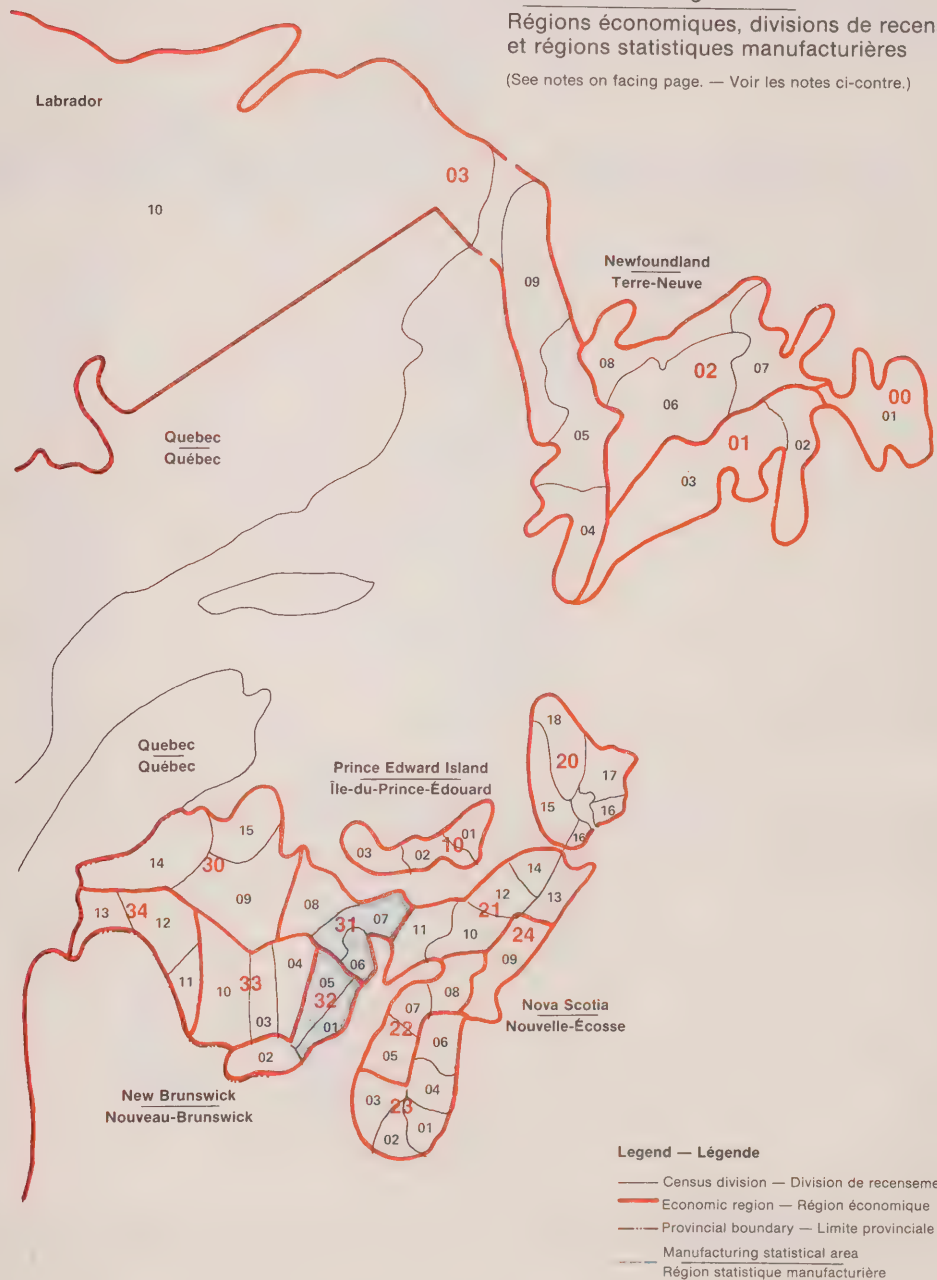 Régions économiques, divisions de recen
et régions statistiques manufacturières
(See notes on facing page. — Voir les notes ci-contre.)
Labrador
03
10
Newfoundland
Terre-Neuve
09
08
02
07
00
01
06
Quebec
Québec
05
01
02
03
04
18
Quebec
Québec
20
Prince Edward Island
Île-du-Prince-Édouard
17
15
16
16
15
01
10
03
02
14
30
14
12
13
09
08
21
13
34
12
31
07
11
10
24
04
06
09
11
10
33
05
32
08
03
01
07
Nova Scotia
Nouvelle-Écosse
22
06
02
05
04
New Brunswick
Nouveau-Brunswick
03
23
01
02
Legend — Légende
Census division — Division de recenseme
Economic region — Région économique
Provincial boundary — Limite provinciale
Manufacturing statistical area
Région statistique manufacturière